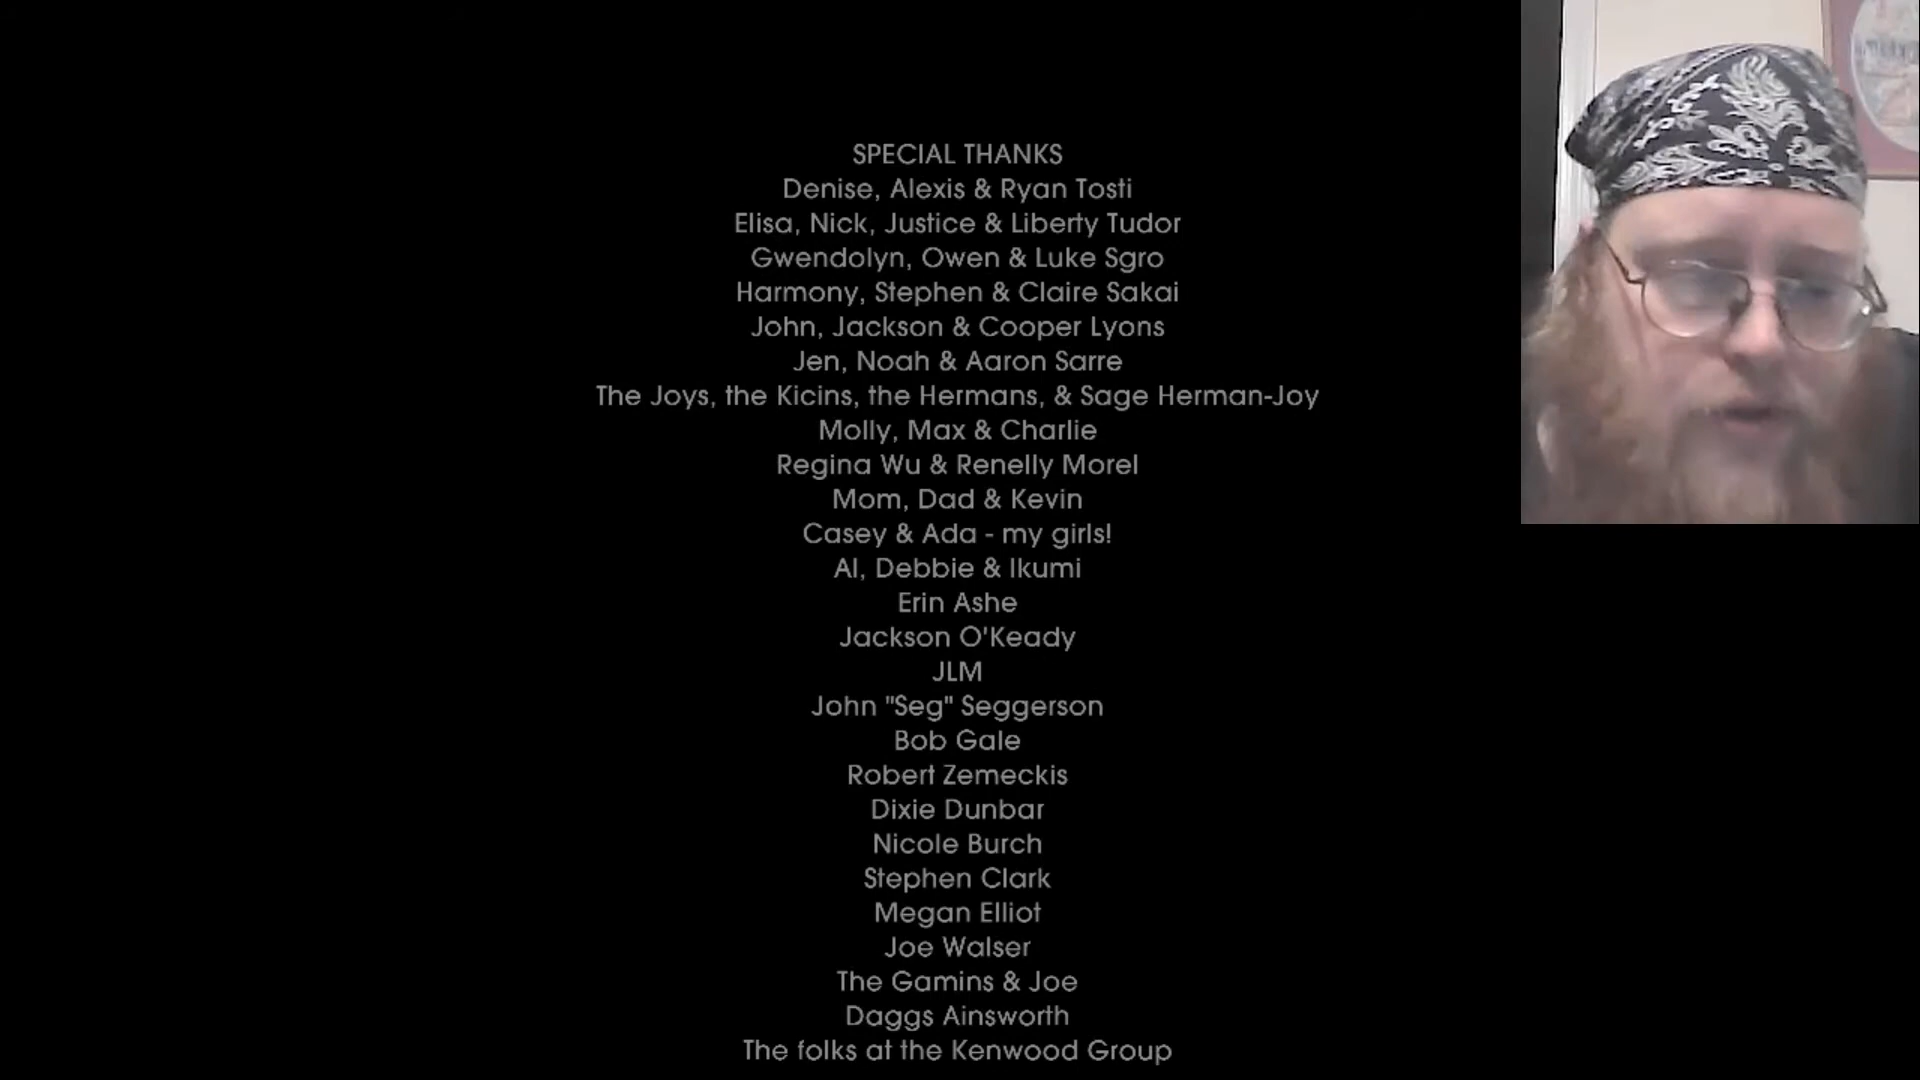 SPECIAL THANKS
Denise, Alexis & Ryan Tosti
Elisa, Nick, Justice & Liberty Tudor
Gwendolyn, Owen & Luke Sgro
Harmony, Stephen & Claire Sakai
John, Jackson & Cooper Lyons
Jen, Noah & Aaron Sarre
The Joys, the Kicins, the Hermans, & Sage Herman-Joy
Molly, Max & Charlie
Regina Wu & Renelly Morel
Mom, Dad & Kevin
Casey & Ada - my girls!
Al, Debbie & Ikumi
Erin Ashe
Jackson O'Keady
JLM
John "Seg" Seggerson
Bob Gale
Robert Zemeckis
Dixie Dunbar
Nicole Burch
Stephen Clark
Megan Elliot
Joe Walser
The Gamins & Joe
Daggs Ainsworth
The folks at the Kenwood Group